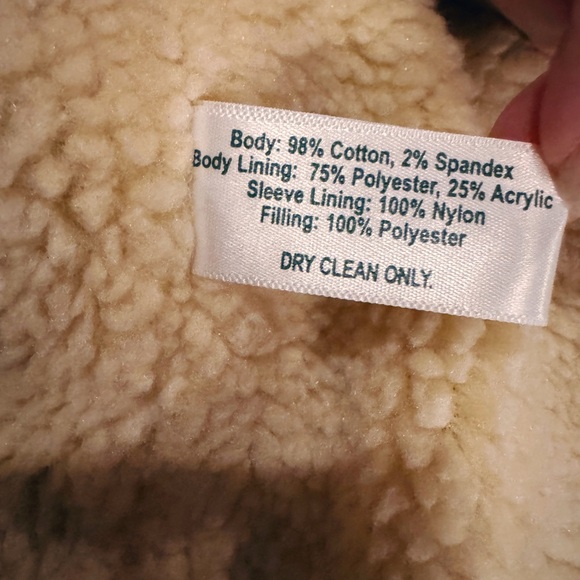 Body: 98% Cotton, 2% Spandex
Body Lining: 75% Polyester, 25% Acrylic
Sleeve Lining: 100% Nylon
Filling: 100% Polyester
DRY CLEAN ONLY.